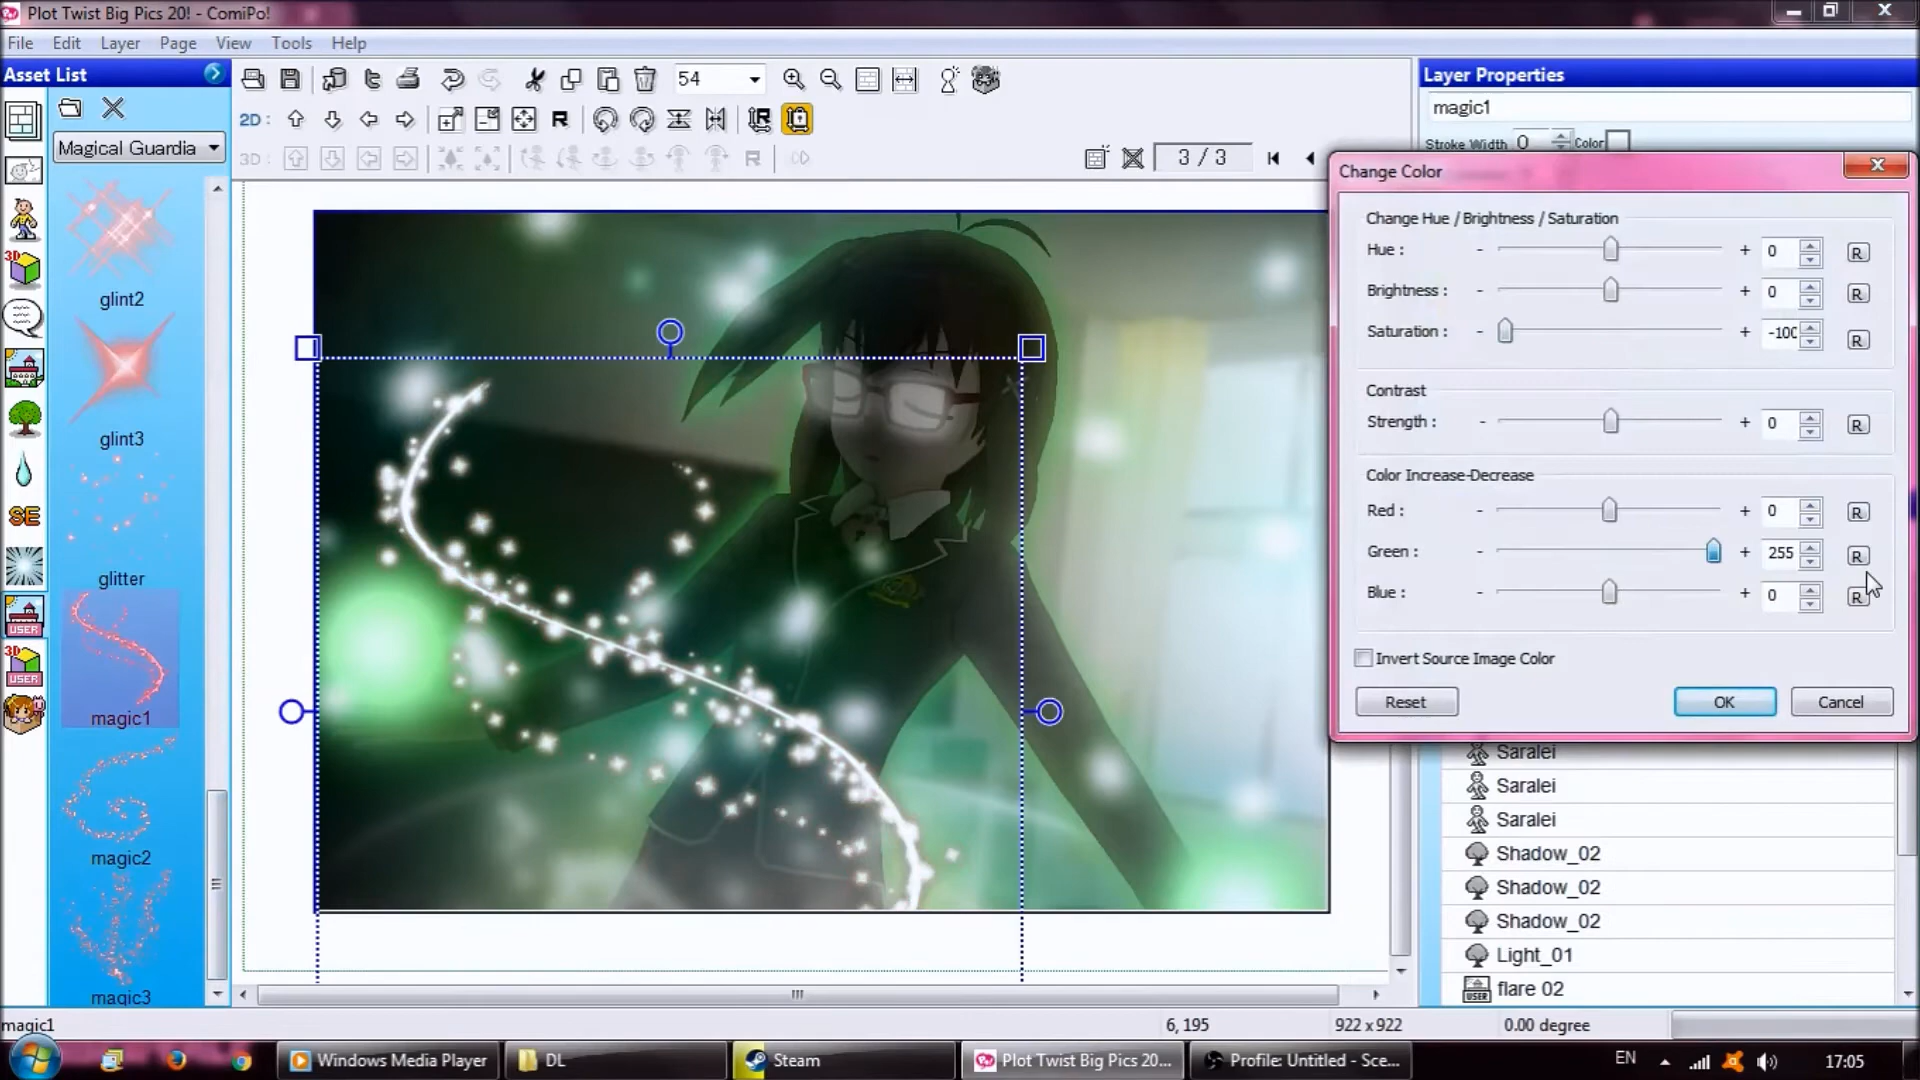 Plot Twist Big Pics 20! - ComiPo!
File Edit Layer Page View Tools Help
Asset List
54
Layer Properties
magic1
2D:
Stroke Width 0 Color
Magical Guardia
3D:
3 / 3
Change Color
Change Hue / Brightness / Saturation
Hue : - + 0 R
Brightness : - + 0 R
Saturation : - + -100 R
Contrast
Strength : - + 0 R
Color Increase-Decrease
Red : - + 0 R
Green : - + 255 R
Blue : - + 0 R
Invert Source Image Color
Reset OK Cancel
3D
SE
USER
3D
USER
glint2
glint3
glitter
magic1
magic2
magic3
Saralei
Saralei
Saralei
Shadow_02
Shadow_02
Shadow_02
Light_01
USER flare 02
magic1 6, 195 922 x 922 0.00 degree
Windows Media Player DL Steam Plot Twist Big Pics 20... Profile: Untitled - Sce... EN 17:05